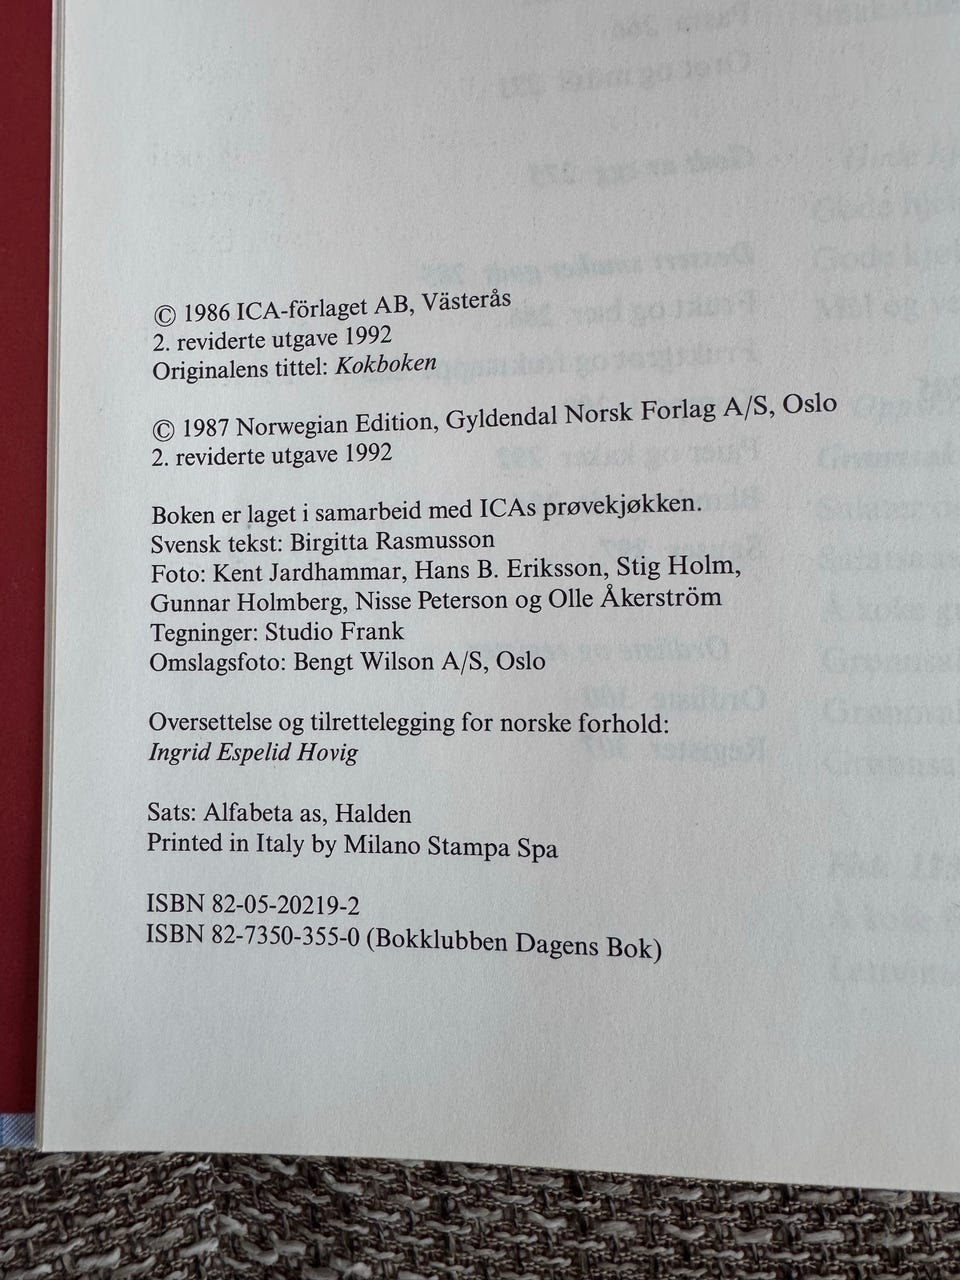 © 1986 ICA-förlaget AB, Västerås
2. reviderte utgave 1992
Originalens tittel: Kokboken
© 1987 Norwegian Edition, Gyldendal Norsk Forlag A/S, Oslo
2. reviderte utgave 1992
Boken er laget i samarbeid med ICAs prøvekjøkken.
Svensk tekst: Birgitta Rasmusson
Foto: Kent Jardhammar, Hans B. Eriksson, Stig Holm,
Gunnar Holmberg, Nisse Peterson og Olle Åkerström
Tegninger: Studio Frank
Omslagsfoto: Bengt Wilson A/S, Oslo
Oversettelse og tilrettelegging for norske forhold:
Ingrid Espelid Hovig
Sats: Alfabeta as, Halden
Printed in Italy by Milano Stampa Spa
ISBN 82-05-20219-2
ISBN 82-7350-355-0 (Bokklubben Dagens Bok)